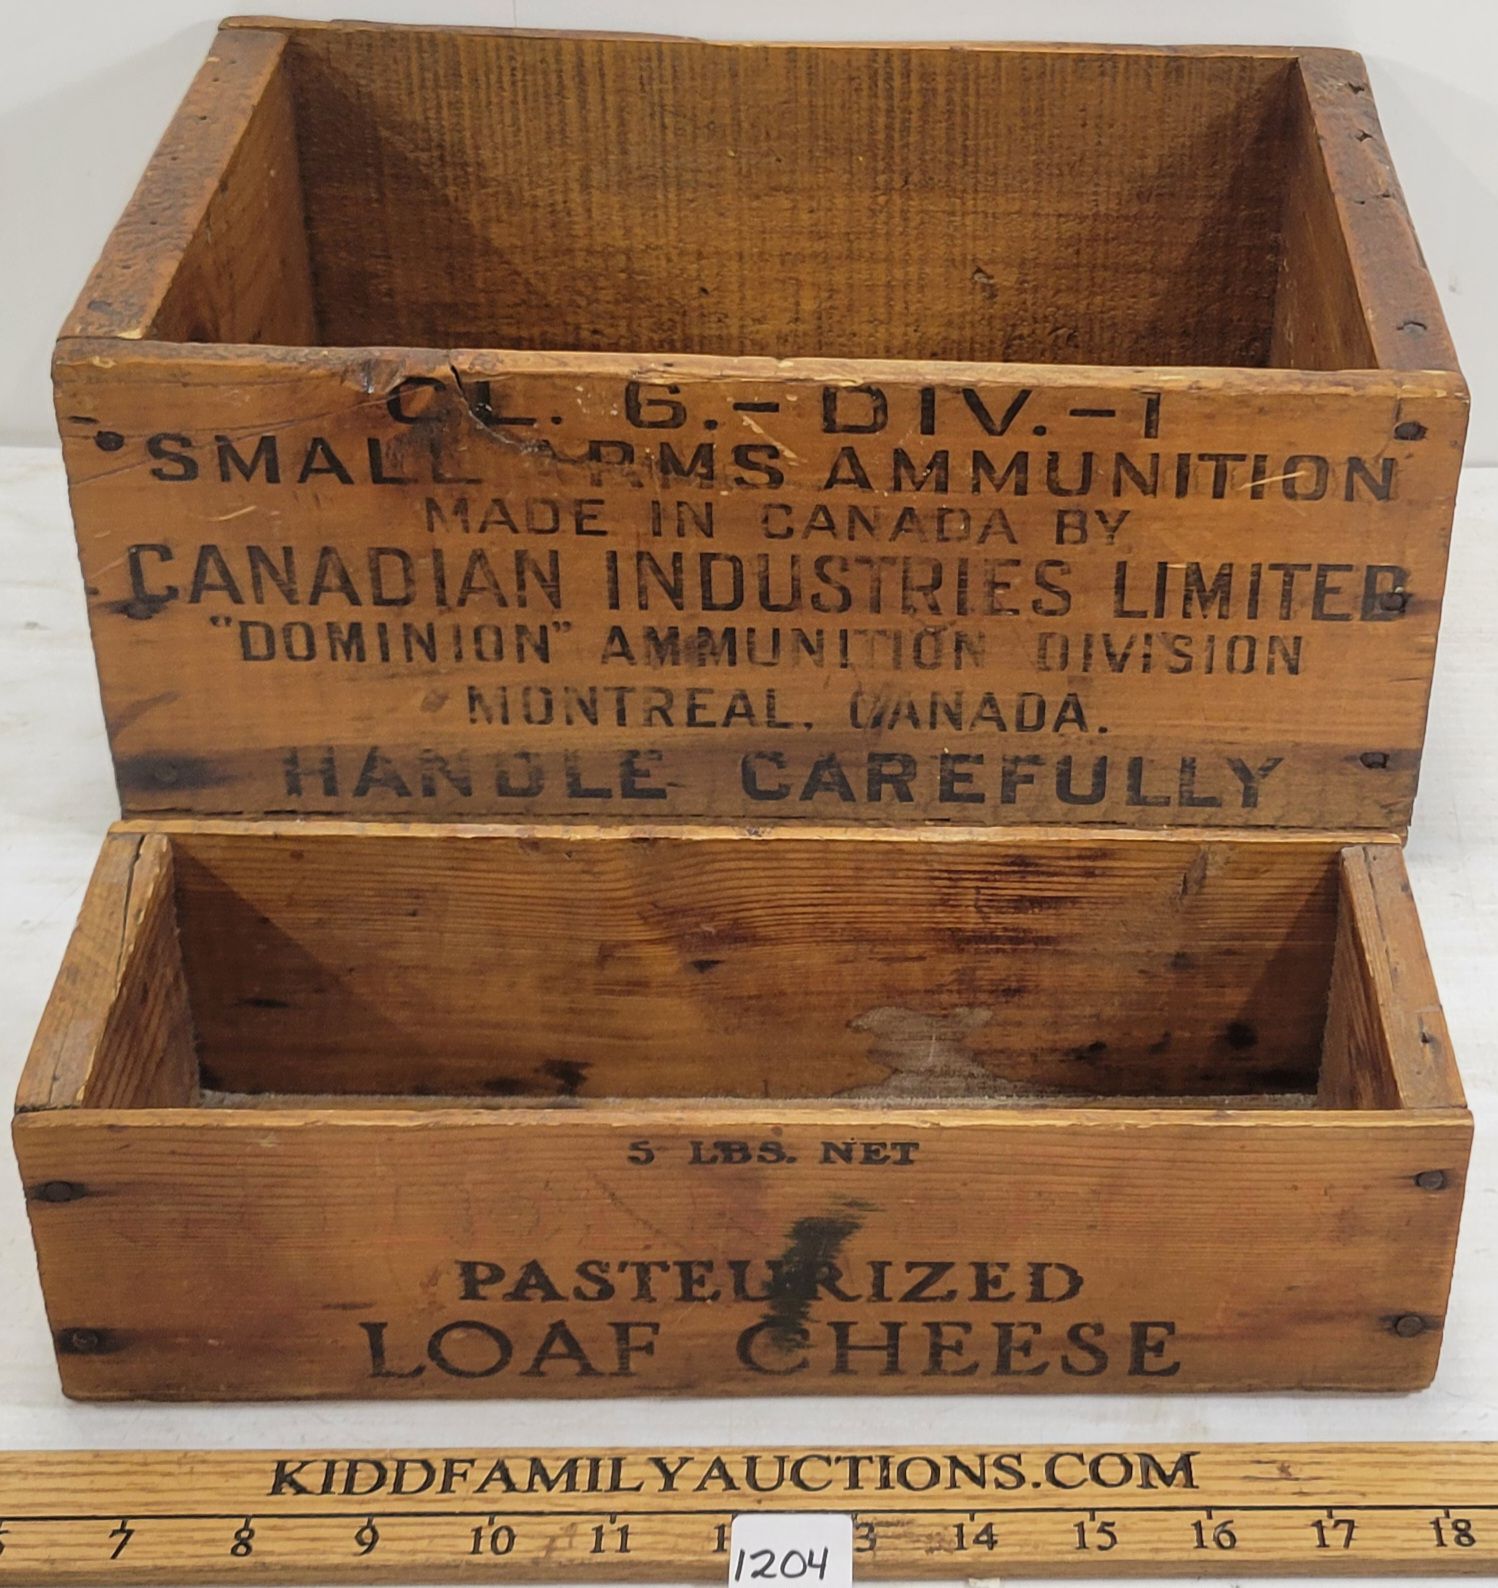 CL. 6.-DIV.-1
SMALL ARMS AMMUNITION
MADE IN CANADA BY
CANADIAN INDUSTRIES LIMITED
"DOMINION" AMMUNITION DIVISION
MONTREAL, CANADA.
HANDLE CAREFULLY
5 LBS. NET
PASTEURIZED
LOAF CHEESE
KIDDFAMILYAUCTIONS.COM
7 8 9 10 11 1 3 14 15 16 17 18
1204